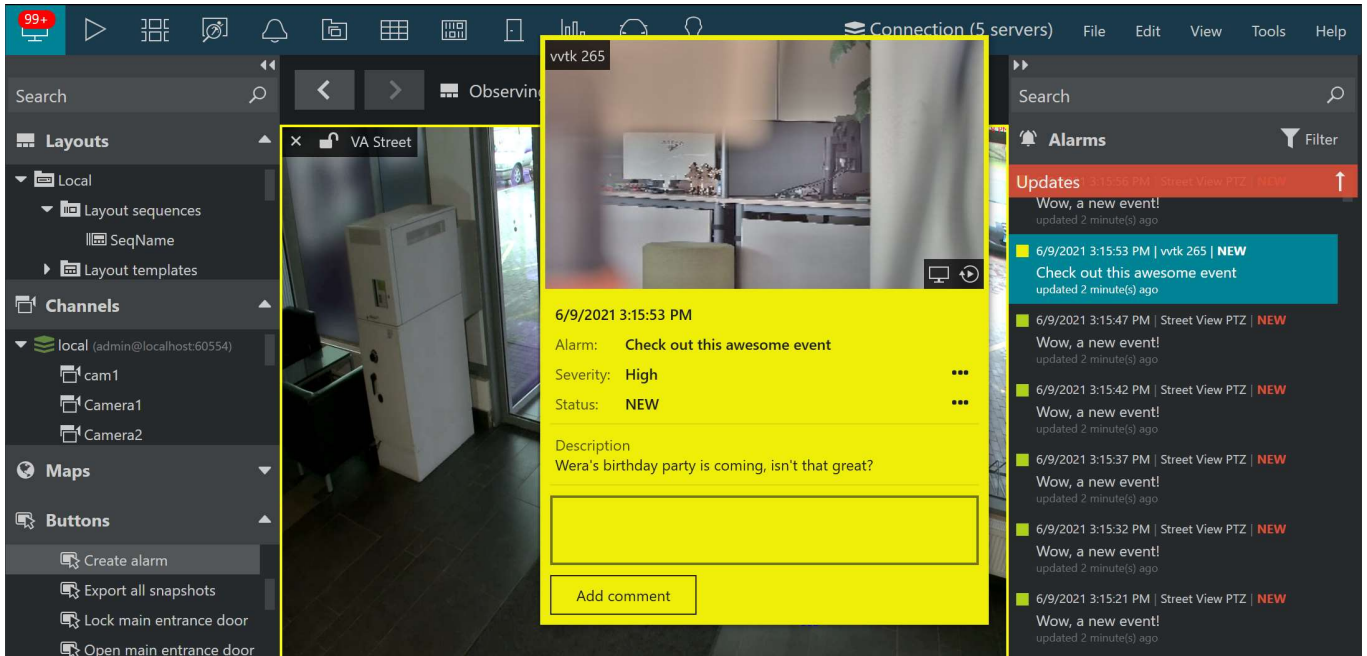 99+
Connection (5 servers)
File
Edit
View
Tools
Help
Search
Layouts
Local
Layout sequences
SeqName
Layout templates
Channels
local (admin@localhost:60554)
cam1
Camera1
Camera2
Maps
Buttons
Create alarm
Export all snapshots
Lock main entrance door
Open main entrance door
Observing
VA Street
vvtk 265
6/9/2021 3:15:53 PM
Alarm: Check out this awesome event
Severity: High
Status: NEW
Description
Wera's birthday party is coming, isn't that great?
Add comment
Search
Alarms
Filter
Updates
3:15:56 PM | Street View PTZ | NEW
Wow, a new event!
updated 2 minute(s) ago
6/9/2021 3:15:53 PM | vvtk 265 | NEW
Check out this awesome event
updated 2 minute(s) ago
6/9/2021 3:15:47 PM | Street View PTZ | NEW
Wow, a new event!
updated 2 minute(s) ago
6/9/2021 3:15:42 PM | Street View PTZ | NEW
Wow, a new event!
updated 2 minute(s) ago
6/9/2021 3:15:37 PM | Street View PTZ | NEW
Wow, a new event!
updated 2 minute(s) ago
6/9/2021 3:15:32 PM | Street View PTZ | NEW
Wow, a new event!
updated 2 minute(s) ago
6/9/2021 3:15:21 PM | Street View PTZ | NEW
Wow, a new event!
updated 2 minute(s) ago